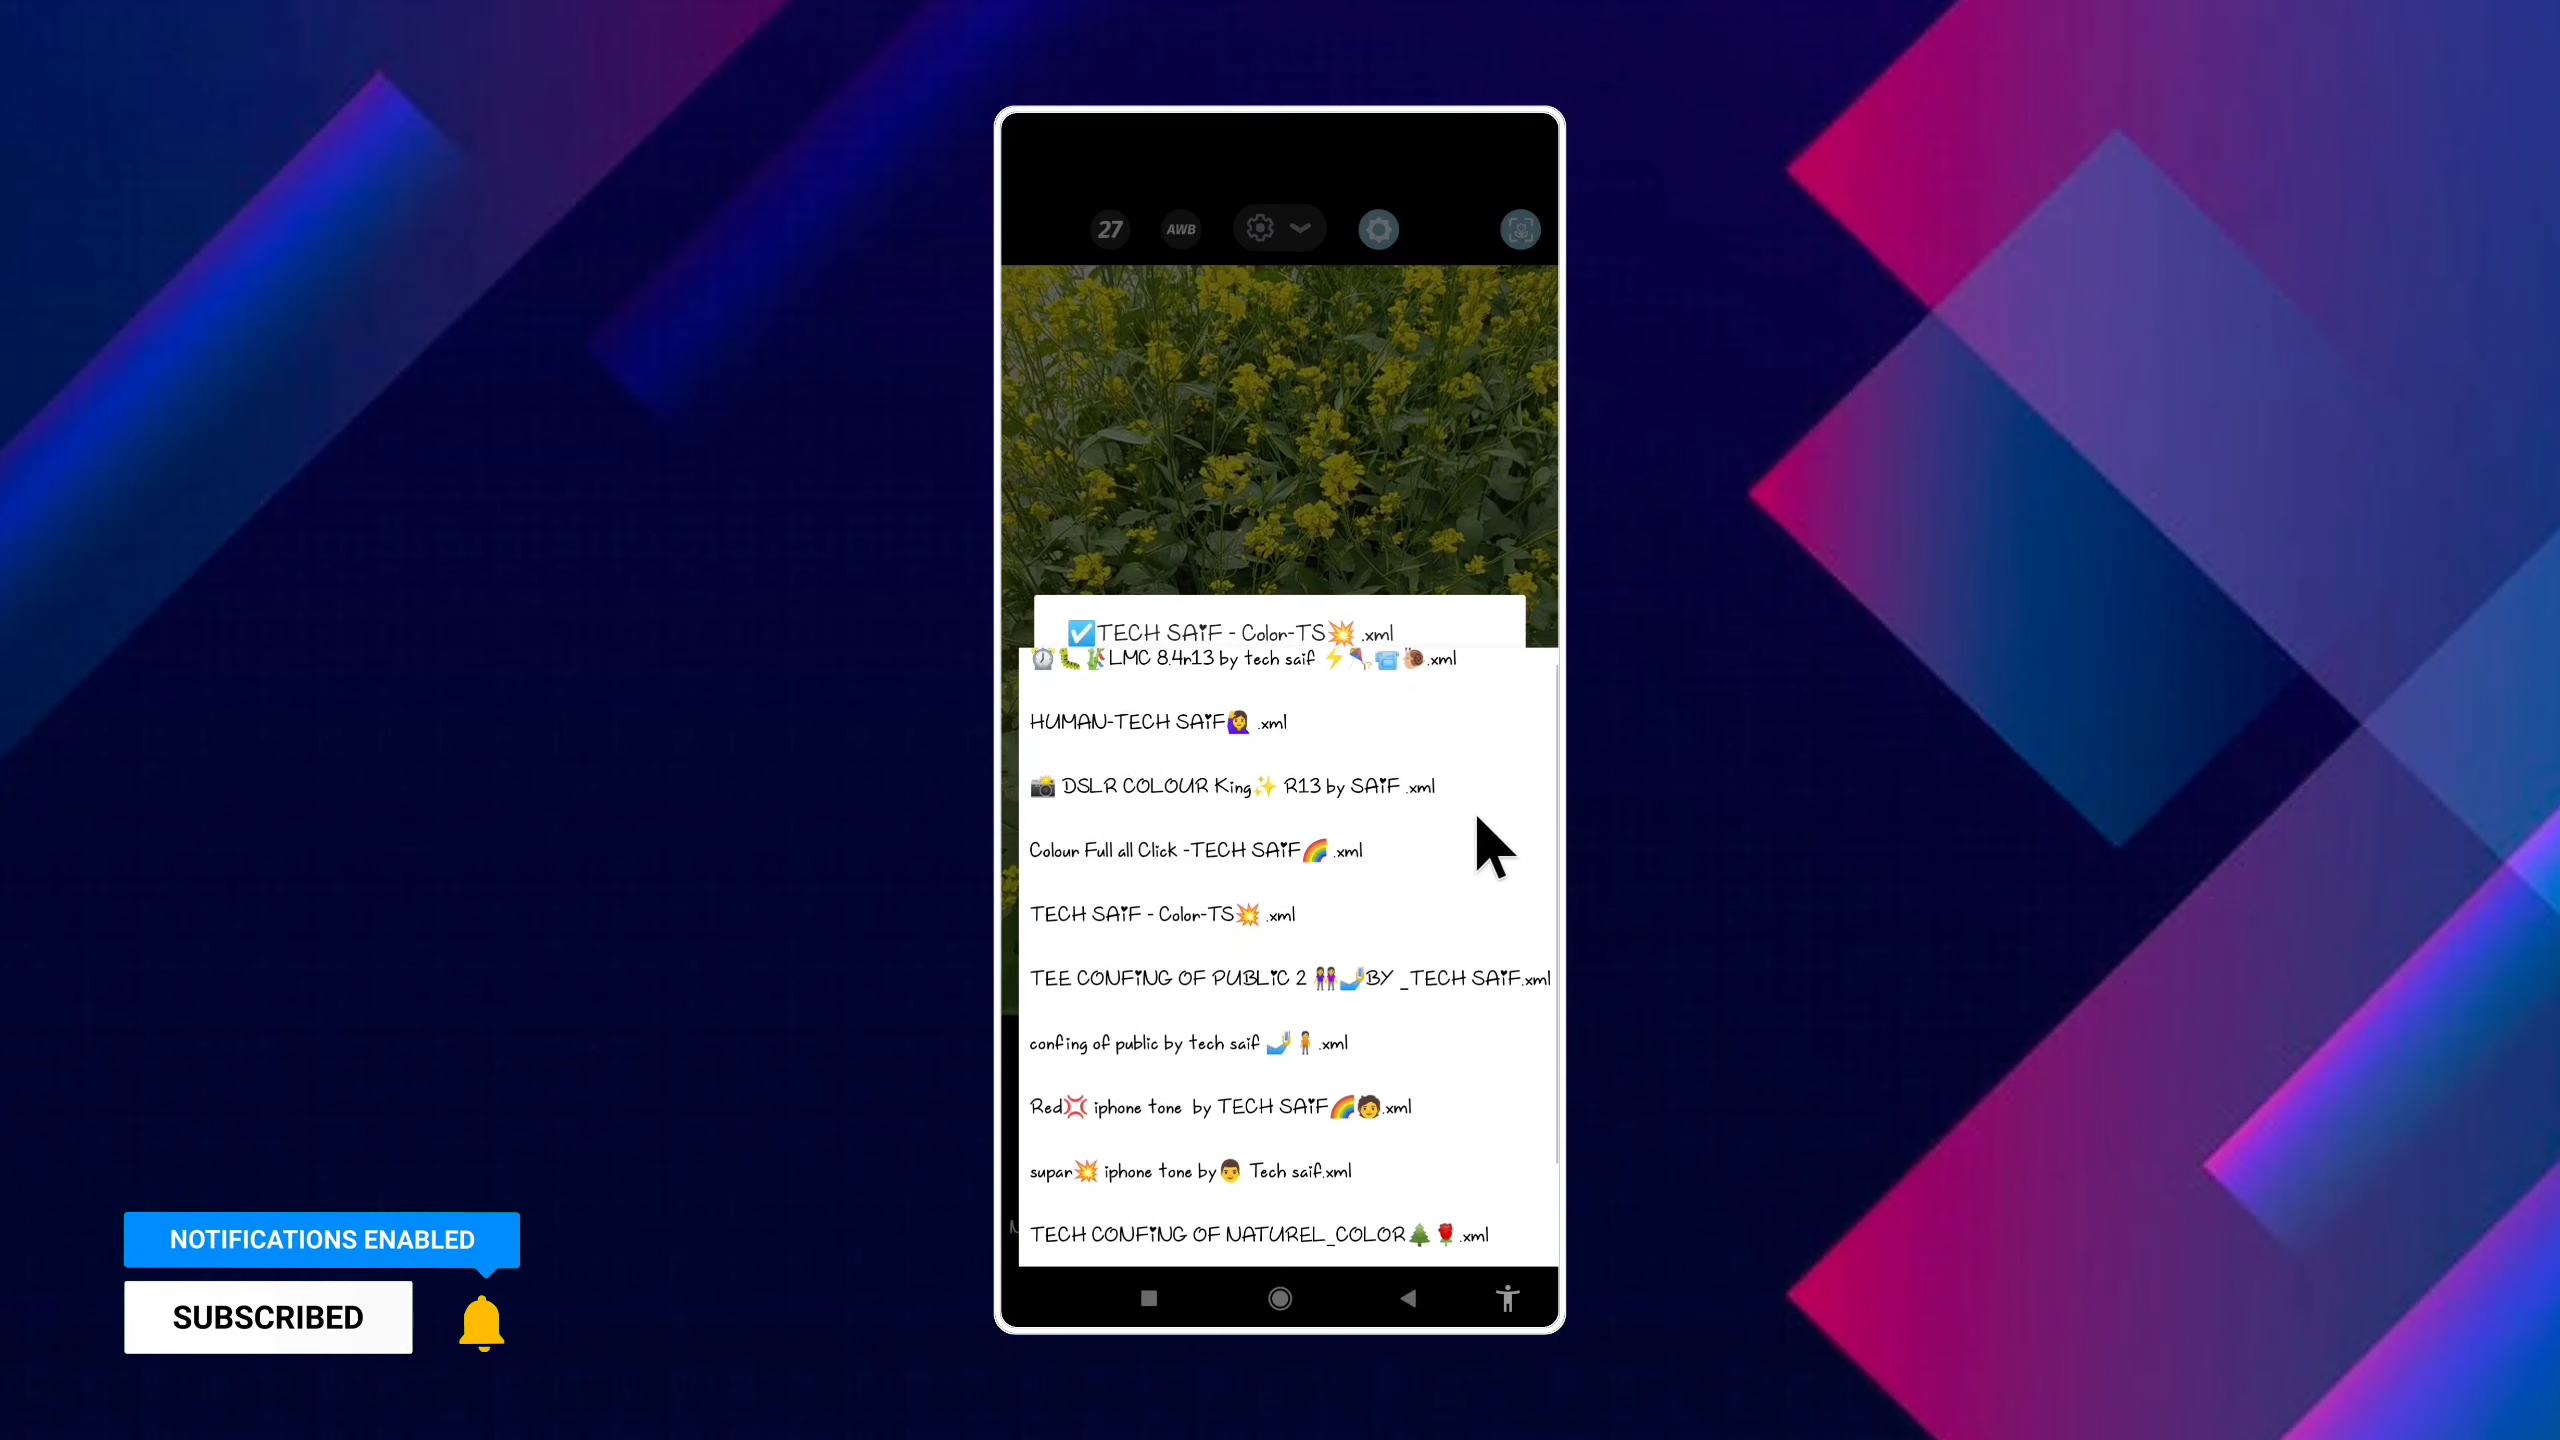 27
AWB
☑️TECH SAiF - Color-TS💥 .xml
⏰🐛🎋LMC 8.4r13 by tech saif ⚡🪁📹🐌.xml
HUMAN-TECH SAiF🙋‍♀️ .xml
📸 DSLR COLOUR King✨ R13 by SAiF .xml
Colour Full all Click -TECH SAiF🌈 .xml
TECH SAiF - Color-TS💥 .xml
TEE CONFiNG OF PUBLiC 2 👭🤳BY _TECH SAiF.xml
confing of public by tech saif 🤳🧍.xml
Red💢 iphone tone by TECH SAiF🌈🧑.xml
supar💥 iphone tone by👨 Tech saif.xml
TECH CONFiNG OF NATUREL_COLOR🌲🌹.xml
NOTIFICATIONS ENABLED
SUBSCRIBED